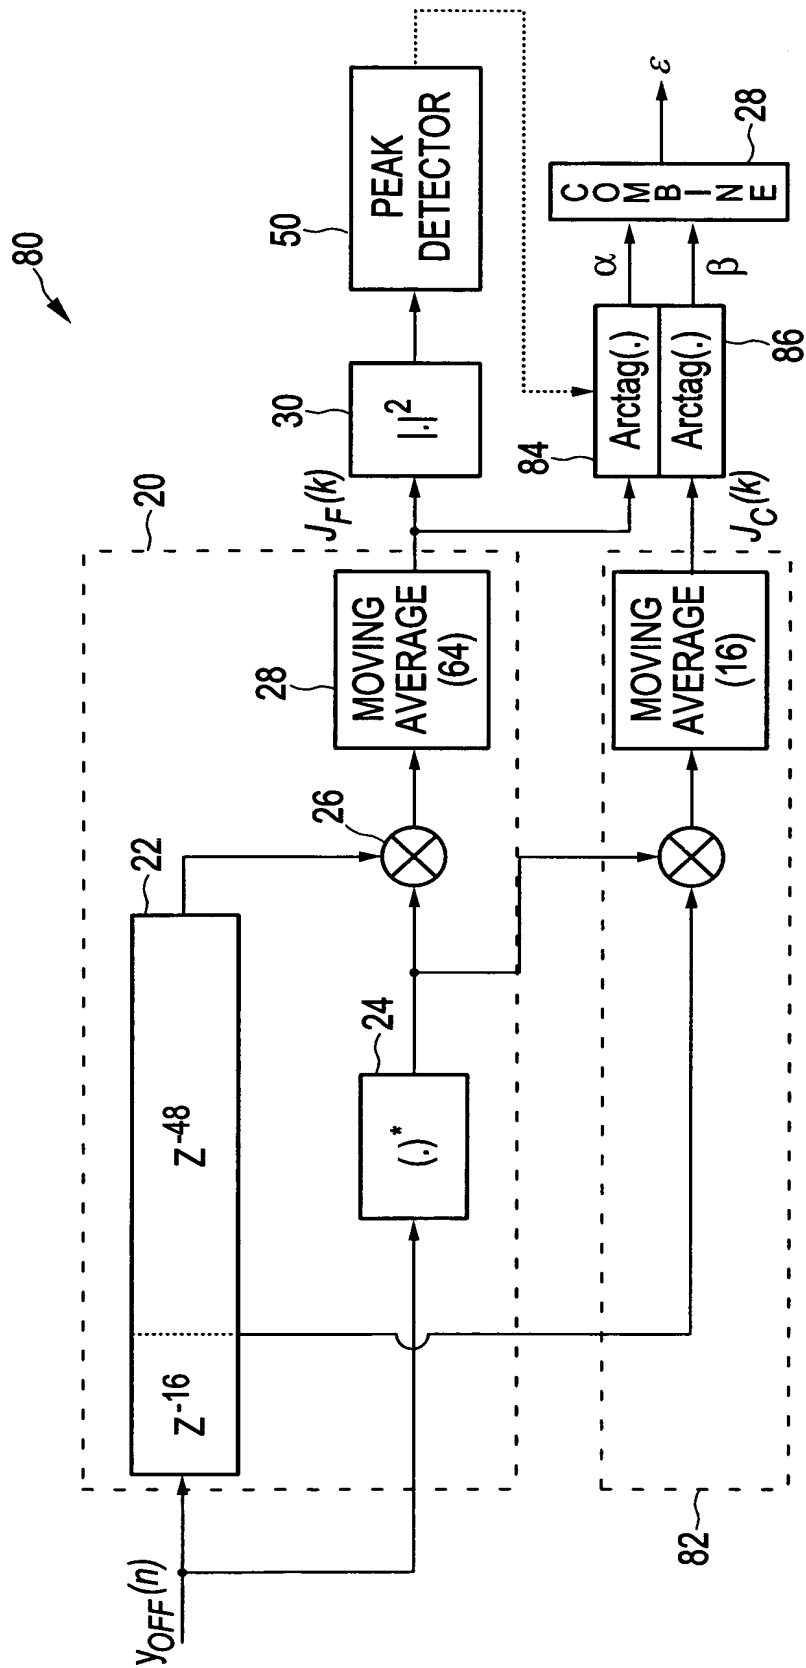 80
20
22
Z⁻¹⁶
Z⁻⁴⁸
y_OFF(n)
24
(.)*
26
28
MOVING
AVERAGE
(64)
J_F(k)
30
|.|²
50
PEAK
DETECTOR
82
MOVING
AVERAGE
(16)
J_C(k)
84
Arctag(.)
Arctag(.)
86
α
β
COMBINE
28
ε